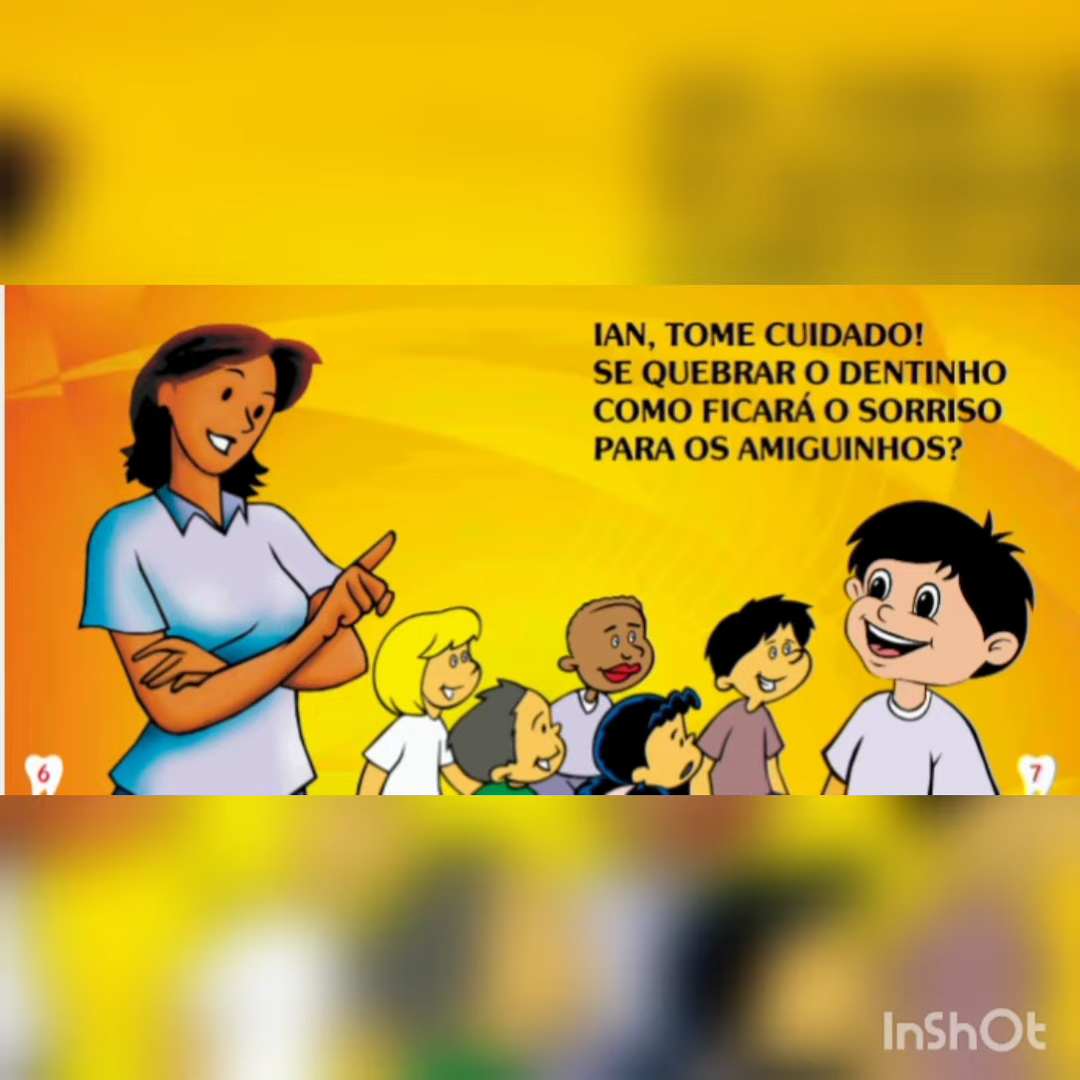 IAN, TOME CUIDADO!
SE QUEBRAR O DENTINHO
COMO FICARÁ O SORRISO
PARA OS AMIGUINHOS?
6
7
InShOt